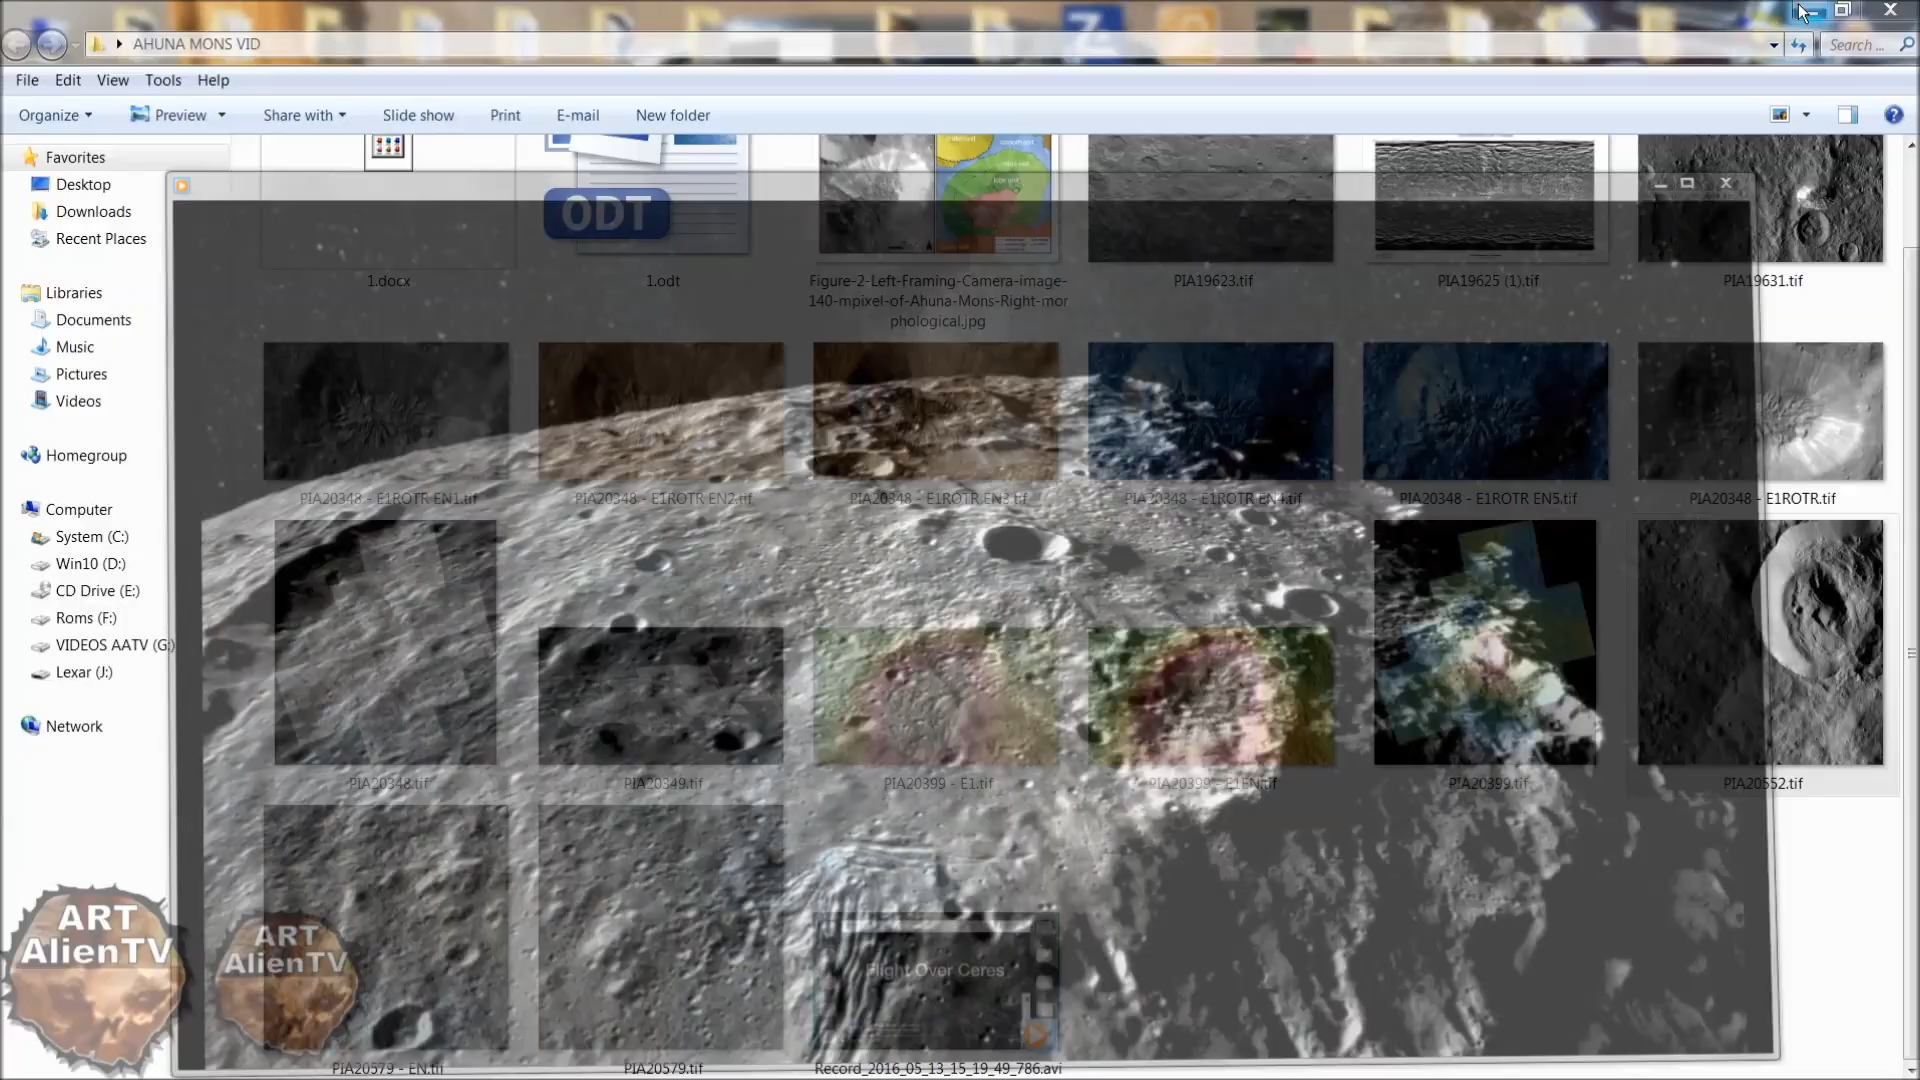 AHUNA MONS VID
Search ...
File Edit View Tools Help
Organize Preview Share with Slide show Print E-mail New folder
Favorites
Desktop
Downloads
Recent Places
Libraries
Documents
Music
Pictures
Videos
Homegroup
Computer
System (C:)
Win10 (D:)
CD Drive (E:)
Roms (F:)
VIDEOS AATV (G:)
Lexar (J:)
Network
ODT
1.docx
1.odt
Figure-2-Left-Framing-Camera-image-
140-mpixel-of-Ahuna-Mons-Right-mor
phological.jpg
PIA19623.tif
PIA19625 (1).tif
PIA19631.tif
PIA20348 - E1ROTR EN1.tif
PIA20348 - E1ROTR EN2.tif
PIA20348 - E1ROTR EN3.tif
PIA20348 - E1ROTR EN4.tif
PIA20348 - E1ROTR EN5.tif
PIA20348 - E1ROTR.tif
PIA20348.tif
PIA20349.tif
PIA20399 - E1.tif
PIA20399 - E1EN.tif
PIA20399.tif
PIA20552.tif
Flight Over Ceres
PIA20579 - EN.tif
PIA20579.tif
Record_2016_05_13_15_19_49_786.avi
ART
AlienTV
ART
AlienTV